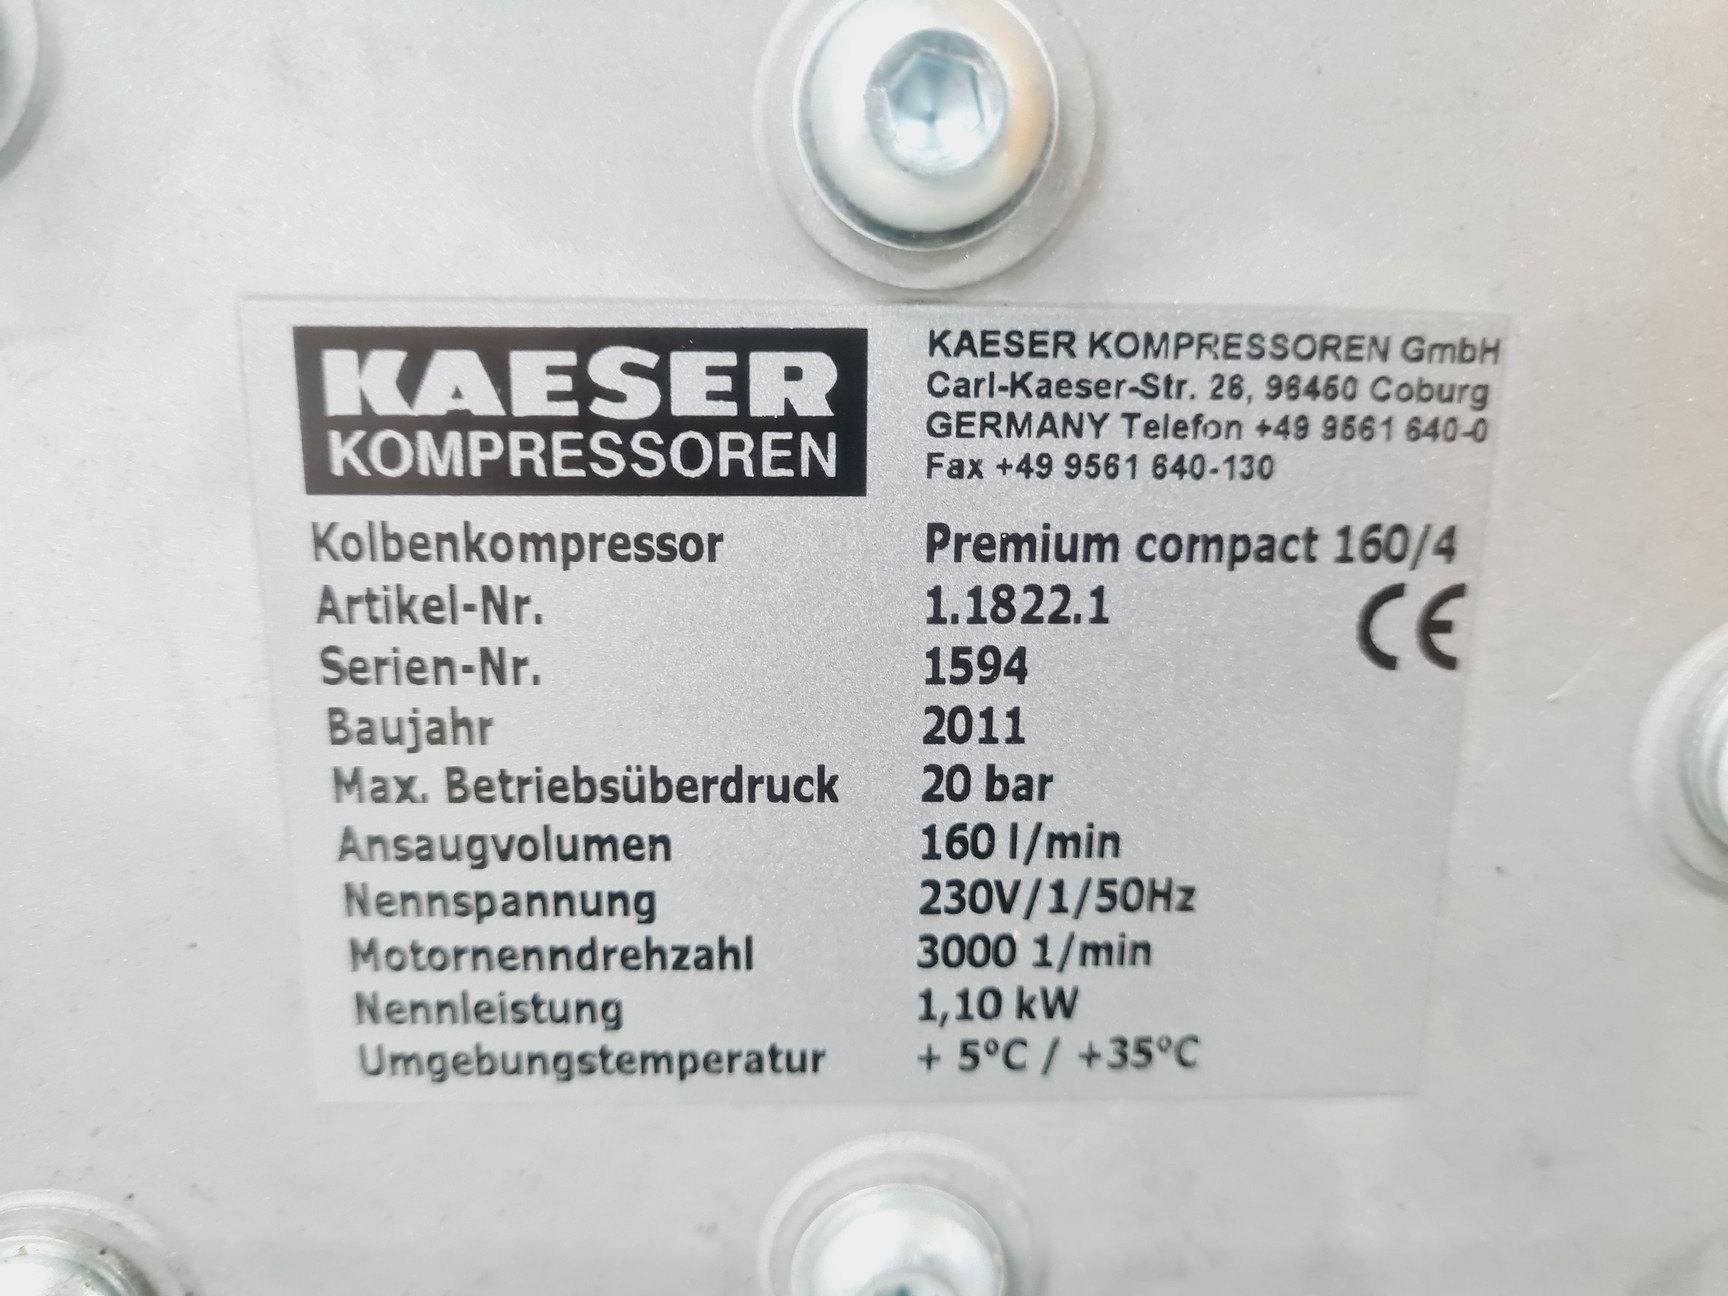 KAESER
KOMPRESSOREN
KAESER KOMPRESSOREN GmbH
Carl-Kaeser-Str. 26, 96450 Coburg
GERMANY Telefon +49 9561 640-0
Fax +49 9561 640-130
Kolbenkompressor Premium compact 160/4
Artikel-Nr. 1.1822.1
CE
Serien-Nr. 1594
Baujahr 2011
Max. Betriebsüberdruck 20 bar
Ansaugvolumen 160 l/min
Nennspannung 230V/1/50Hz
Motornenndrehzahl 3000 1/min
Nennleistung 1,10 kW
Umgebungstemperatur + 5°C / +35°C